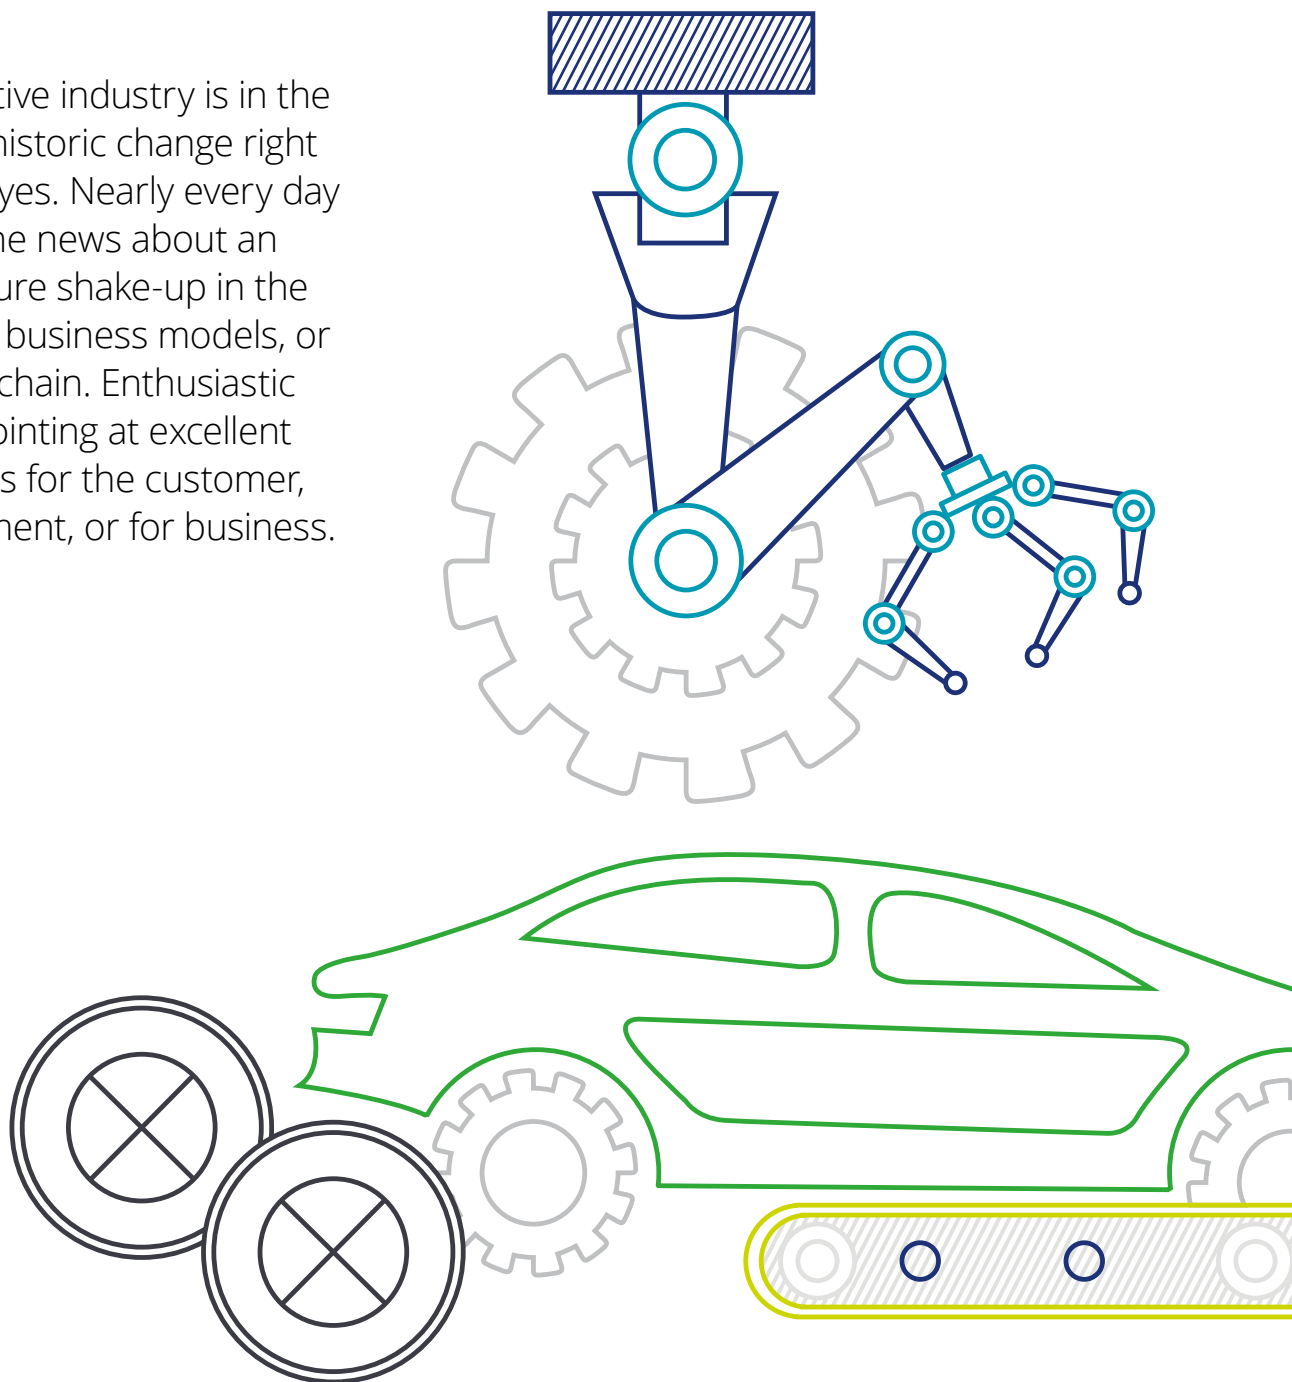 tive industry is in the
historic change right
yes. Nearly every day
ne news about an
ure shake-up in the
business models, or
chain. Enthusiastic
ointing at excellent
s for the customer,
nent, or for business.